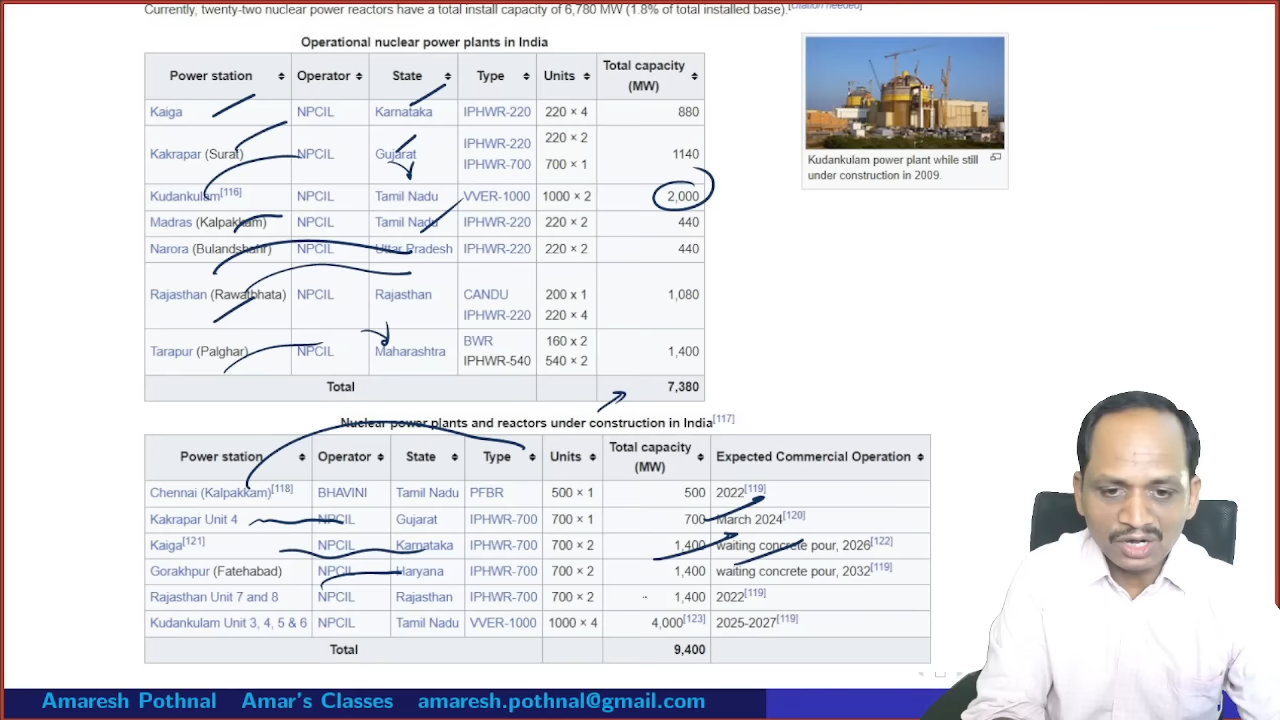 Currently, twenty-two nuclear power reactors have a total install capacity of 6,780 MW (1.8% of total installed base).[citation needed]
Operational nuclear power plants in India
Power station Operator State Type Units Total capacity (MW)
Kaiga NPCIL Karnataka IPHWR-220 220 × 4 880
Kakrapar (Surat) NPCIL Gujarat IPHWR-220 220 × 2 1140
IPHWR-700 700 × 1
Kudankulam[116] NPCIL Tamil Nadu VVER-1000 1000 × 2 2,000
Madras (Kalpakkam) NPCIL Tamil Nadu IPHWR-220 220 × 2 440
Narora (Bulandshahr) NPCIL Uttar Pradesh IPHWR-220 220 × 2 440
Rajasthan (Rawatbhata) NPCIL Rajasthan CANDU 200 x 1 1,080
IPHWR-220 220 × 4
Tarapur (Palghar) NPCIL Maharashtra BWR 160 x 2 1,400
IPHWR-540 540 × 2
Total 7,380
Kudankulam power plant while still
under construction in 2009.
Nuclear power plants and reactors under construction in India[117]
Power station Operator State Type Units Total capacity (MW) Expected Commercial Operation
Chennai (Kalpakkam)[118] BHAVINI Tamil Nadu PFBR 500 × 1 500 2022[119]
Kakrapar Unit 4 NPCIL Gujarat IPHWR-700 700 × 1 700 March 2024[120]
Kaiga[121] NPCIL Karnataka IPHWR-700 700 × 2 1,400 waiting concrete pour, 2026[122]
Gorakhpur (Fatehabad) NPCIL Haryana IPHWR-700 700 × 2 1,400 waiting concrete pour, 2032[119]
Rajasthan Unit 7 and 8 NPCIL Rajasthan IPHWR-700 700 × 2 1,400 2022[119]
Kudankulam Unit 3, 4, 5 & 6 NPCIL Tamil Nadu VVER-1000 1000 × 4 4,000[123] 2025-2027[119]
Total 9,400
Amaresh Pothnal Amar's Classes amaresh.pothnal@gmail.com